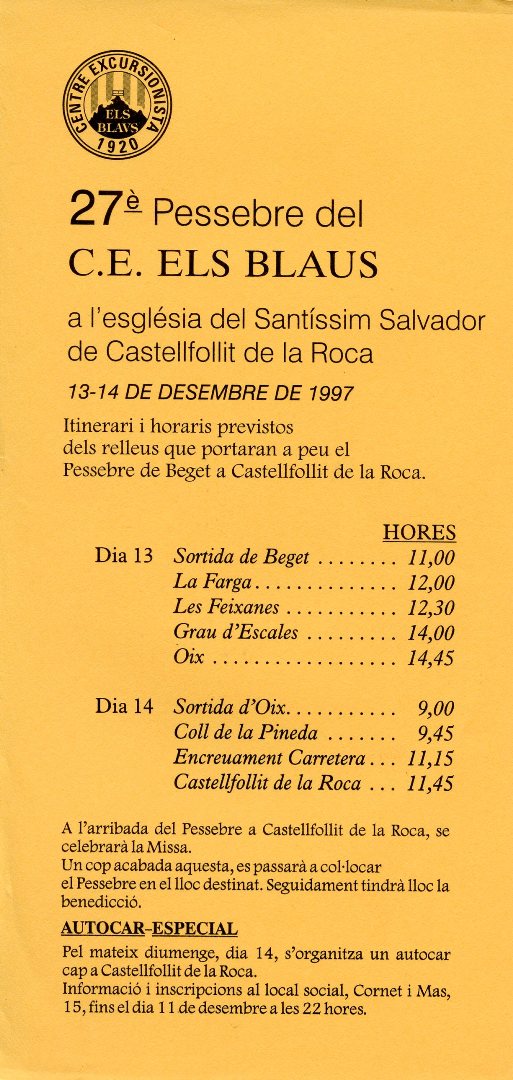 CENTRE EXCURSIONISTA
ELS
BLAVS
1920
27è Pessebre del
C.E. ELS BLAUS
a l'església del Santíssim Salvador
de Castellfollit de la Roca
13-14 DE DESEMBRE DE 1997
Itinerari i horaris previstos
dels relleus que portaran a peu el
Pessebre de Beget a Castellfollit de la Roca.
HORES
Dia 13 Sortida de Beget ........ 11,00
La Farga ............. 12,00
Les Feixanes ........... 12,30
Grau d'Escales ......... 14,00
Oix .................. 14,45
Dia 14 Sortida d'Oix. .......... 9,00
Coll de la Pineda ....... 9,45
Encreuament Carretera ... 11,15
Castellfollit de la Roca ... 11,45
A l'arribada del Pessebre a Castellfollit de la Roca, se
celebrarà la Missa.
Un cop acabada aquesta, es passarà a col·locar
el Pessebre en el lloc destinat. Seguidament tindrà lloc la
benedicció.
AUTOCAR-ESPECIAL
Pel mateix diumenge, dia 14, s'organitza un autocar
cap a Castellfollit de la Roca.
Informació i inscripcions al local social, Cornet i Mas,
15, fins el dia 11 de desembre a les 22 hores.